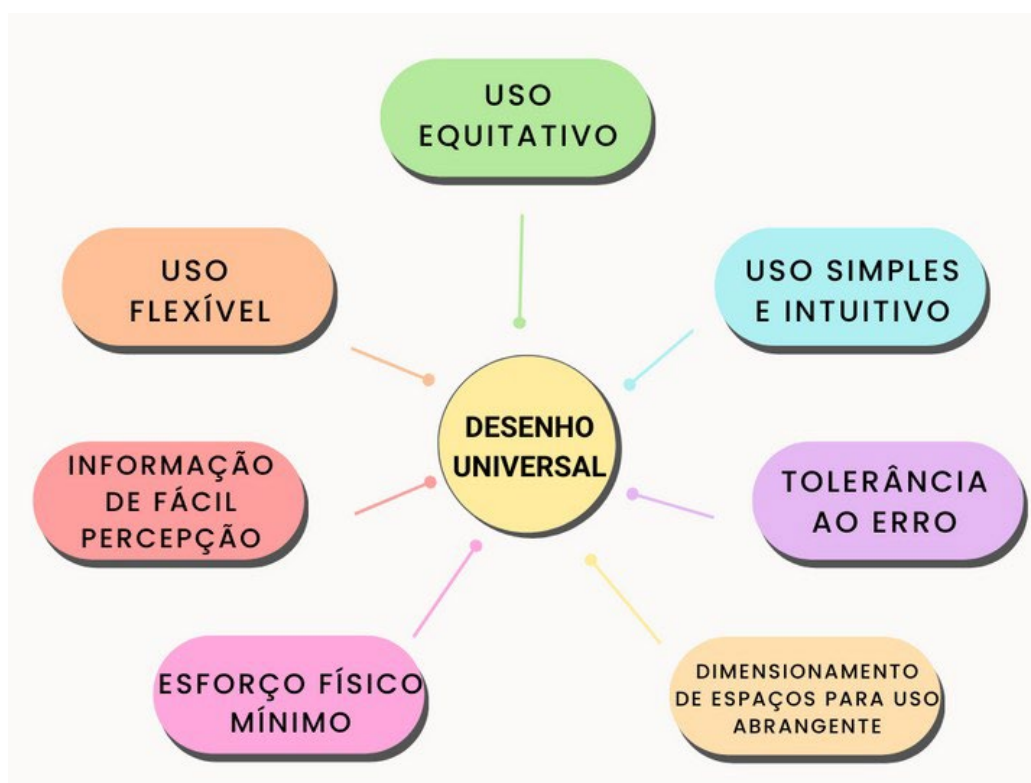 USO
EQUITATIVO
USO
FLEXÍVEL
USO SIMPLES
E INTUITIVO
DESENHO
UNIVERSAL
INFORMAÇÃO
DE FÁCIL
PERCEPÇÃO
TOLERÂNCIA
AO ERRO
ESFORÇO FÍSICO
MÍNIMO
DIMENSIONAMENTO
DE ESPAÇOS PARA USO
ABRANGENTE